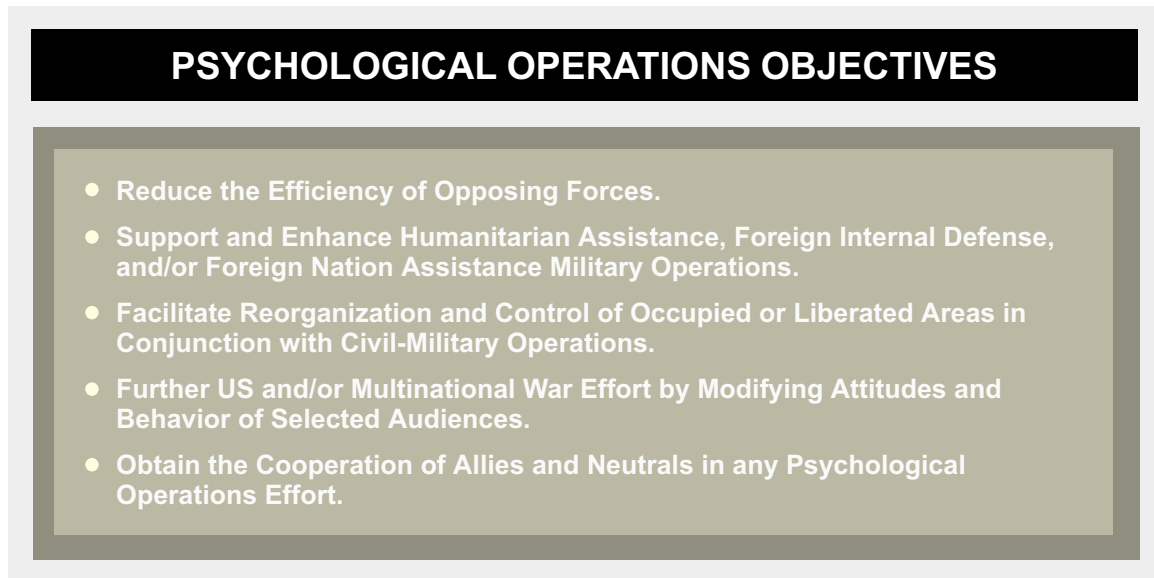 PSYCHOLOGICAL OPERATIONS OBJECTIVES
● Reduce the Efficiency of Opposing Forces.
● Support and Enhance Humanitarian Assistance, Foreign Internal Defense,
and/or Foreign Nation Assistance Military Operations.
● Facilitate Reorganization and Control of Occupied or Liberated Areas in
Conjunction with Civil-Military Operations.
● Further US and/or Multinational War Effort by Modifying Attitudes and
Behavior of Selected Audiences.
● Obtain the Cooperation of Allies and Neutrals in any Psychological
Operations Effort.